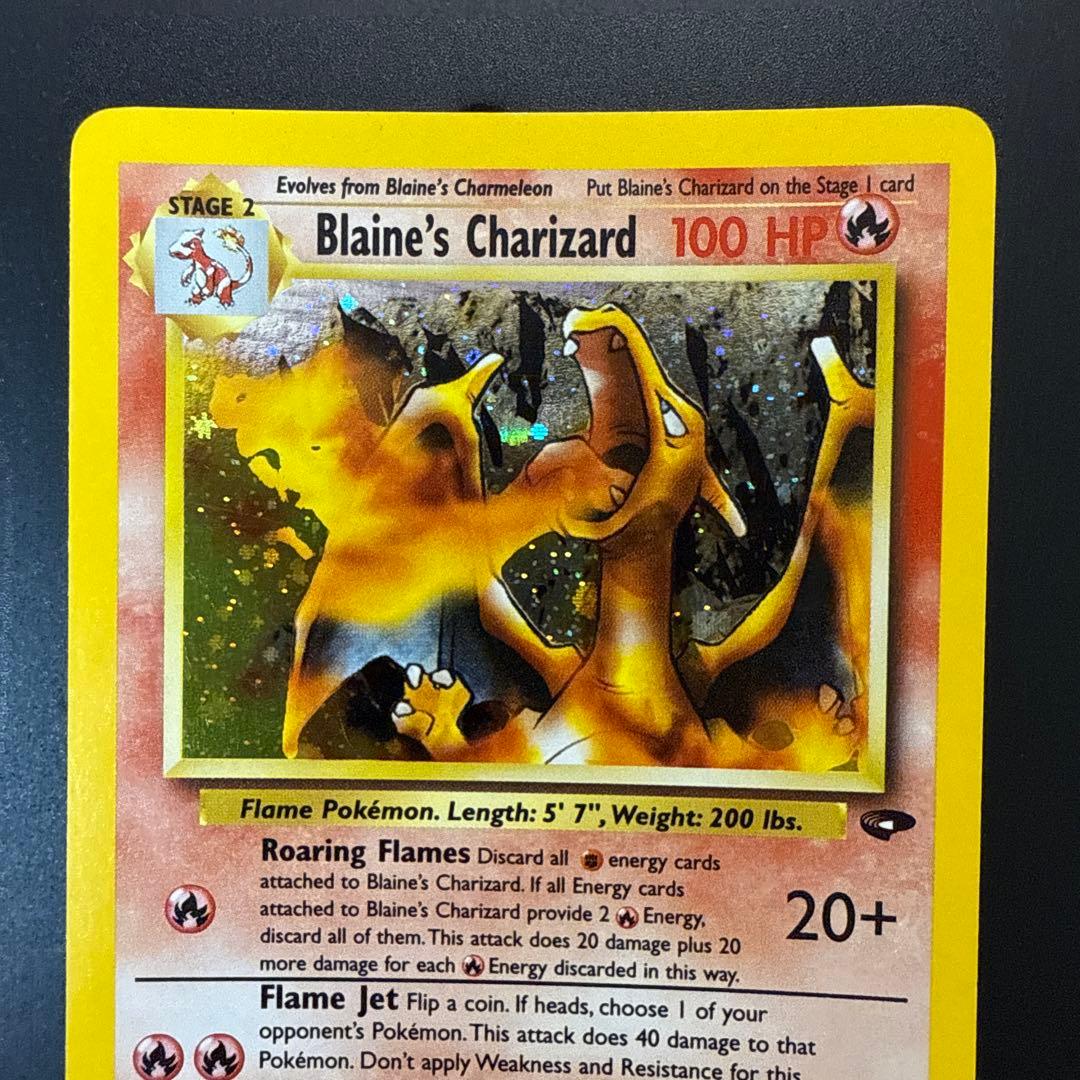 Evolves from Blaine's Charmeleon Put Blaine's Charizard on the Stage 1 card
STAGE 2
Blaine's Charizard 100 HP
Flame Pokémon. Length: 5' 7", Weight: 200 lbs.
Roaring Flames Discard all energy cards
attached to Blaine's Charizard. If all Energy cards
attached to Blaine's Charizard provide 2 Energy,
discard all of them. This attack does 20 damage plus 20
more damage for each Energy discarded in this way.
20+
Flame Jet Flip a coin. If heads, choose 1 of your
opponent's Pokémon. This attack does 40 damage to that
Pokémon. Don't apply Weakness and Resistance for this